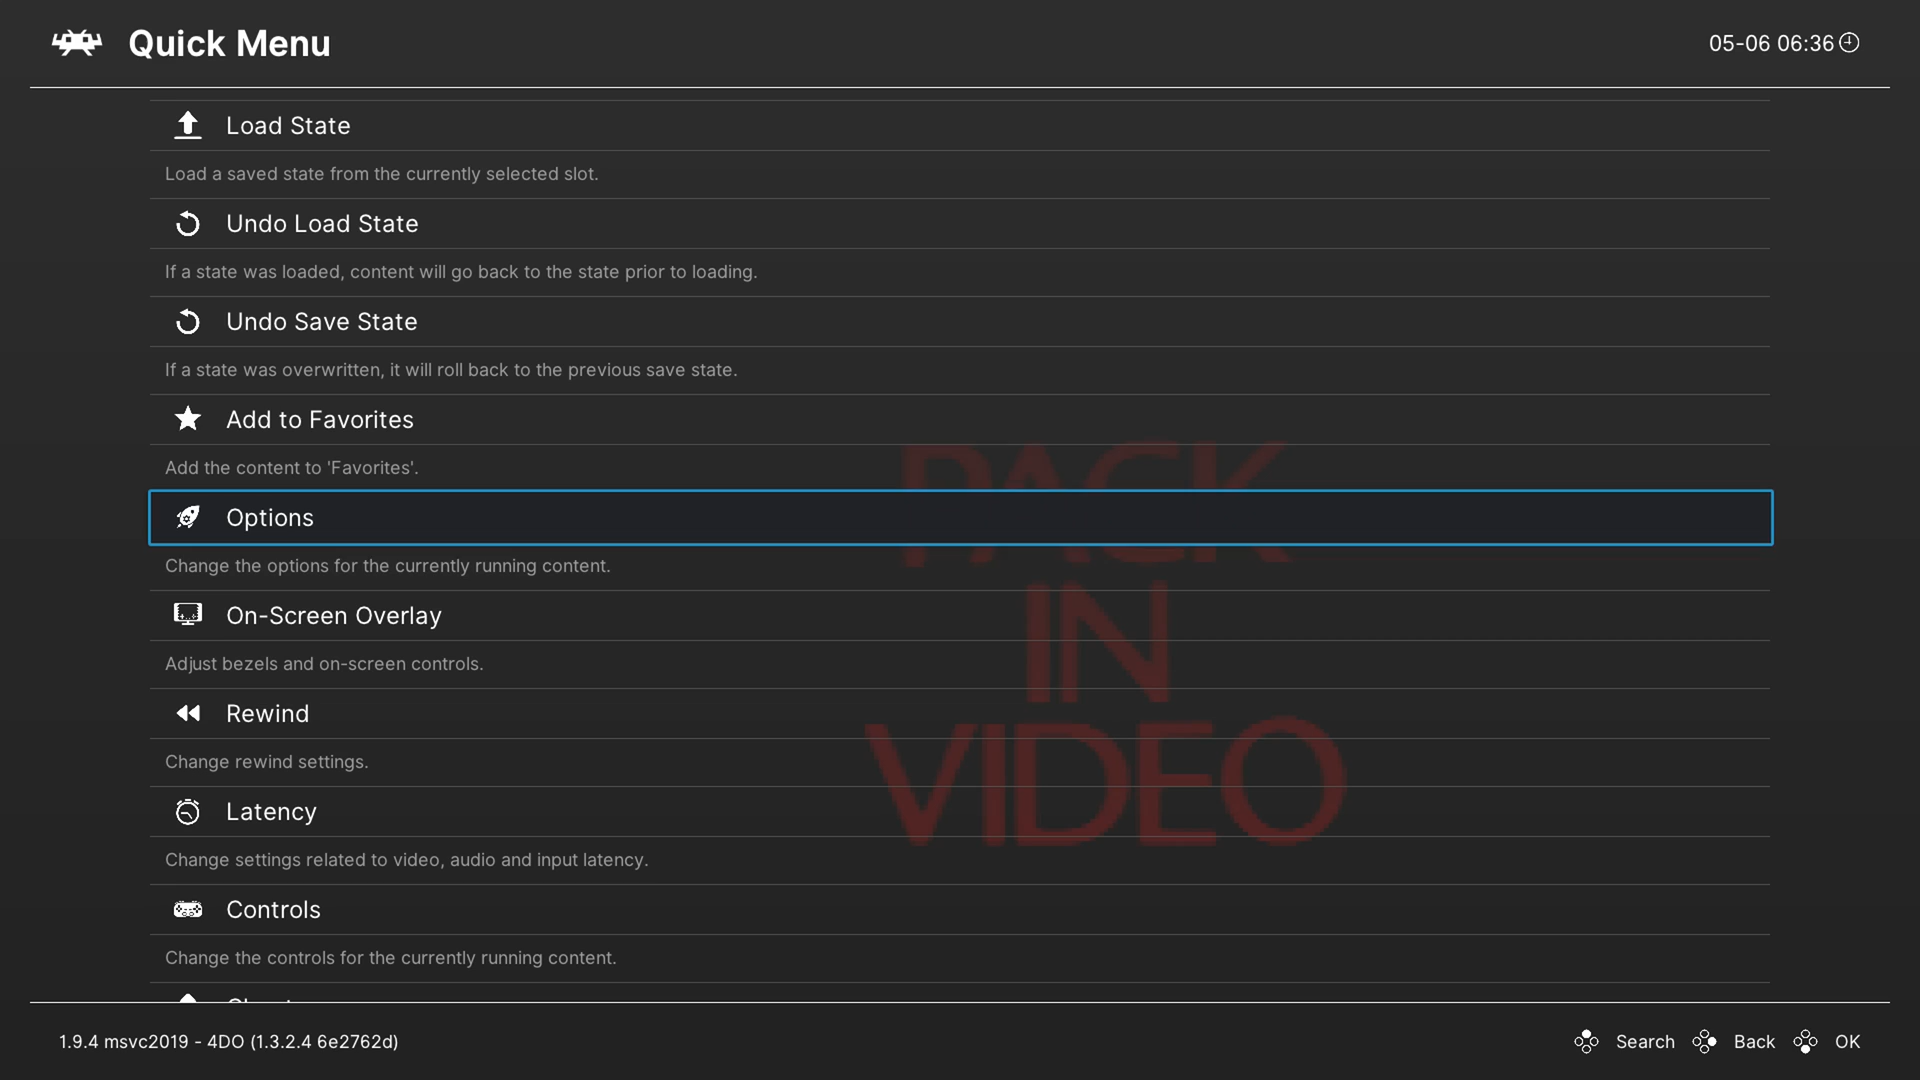 Quick Menu
05-06 06:36
Load State
Load a saved state from the currently selected slot.
Undo Load State
If a state was loaded, content will go back to the state prior to loading.
Undo Save State
If a state was overwritten, it will roll back to the previous save state.
Add to Favorites
Add the content to 'Favorites'.
Options
Change the options for the currently running content.
On-Screen Overlay
Adjust bezels and on-screen controls.
Rewind
Change rewind settings.
Latency
Change settings related to video, audio and input latency.
Controls
Change the controls for the currently running content.
PACK
IN
VIDEO
1.9.4 msvc2019 - 4DO (1.3.2.4 6e2762d)
Search Back OK